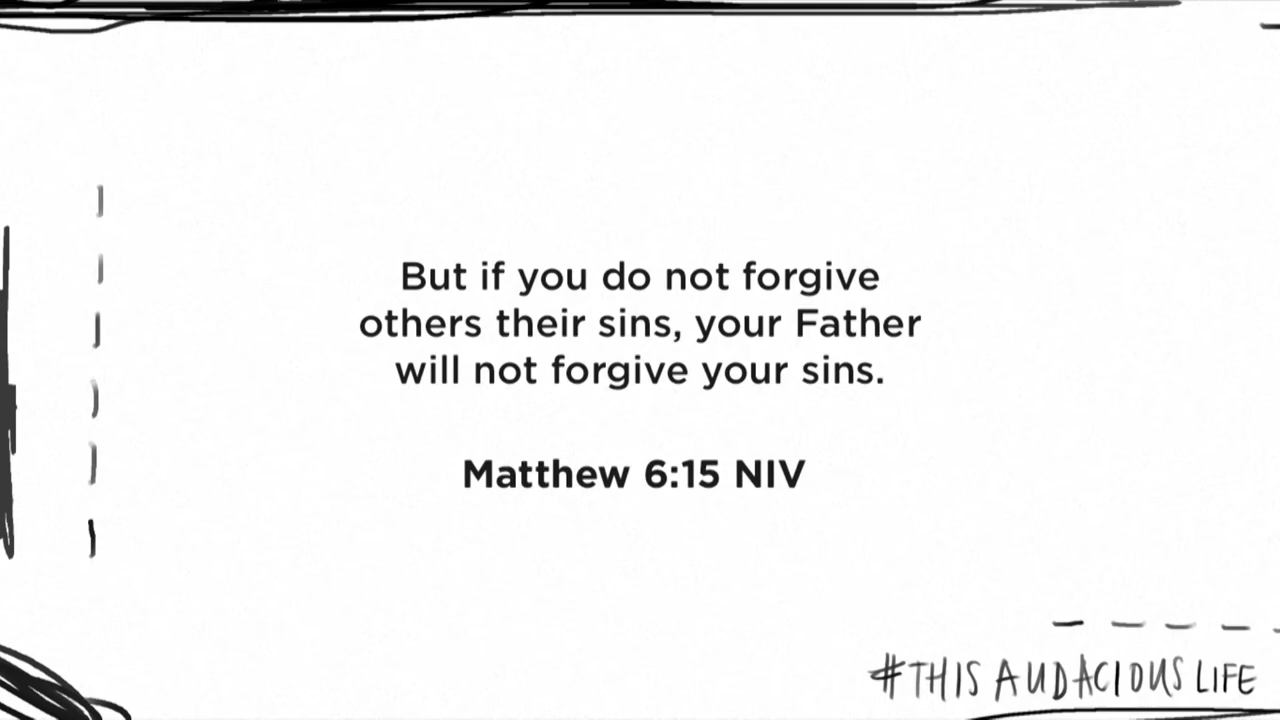 But if you do not forgive
others their sins, your Father
will not forgive your sins.
Matthew 6:15 NIV
#THIS AUDACIOUS LIFE